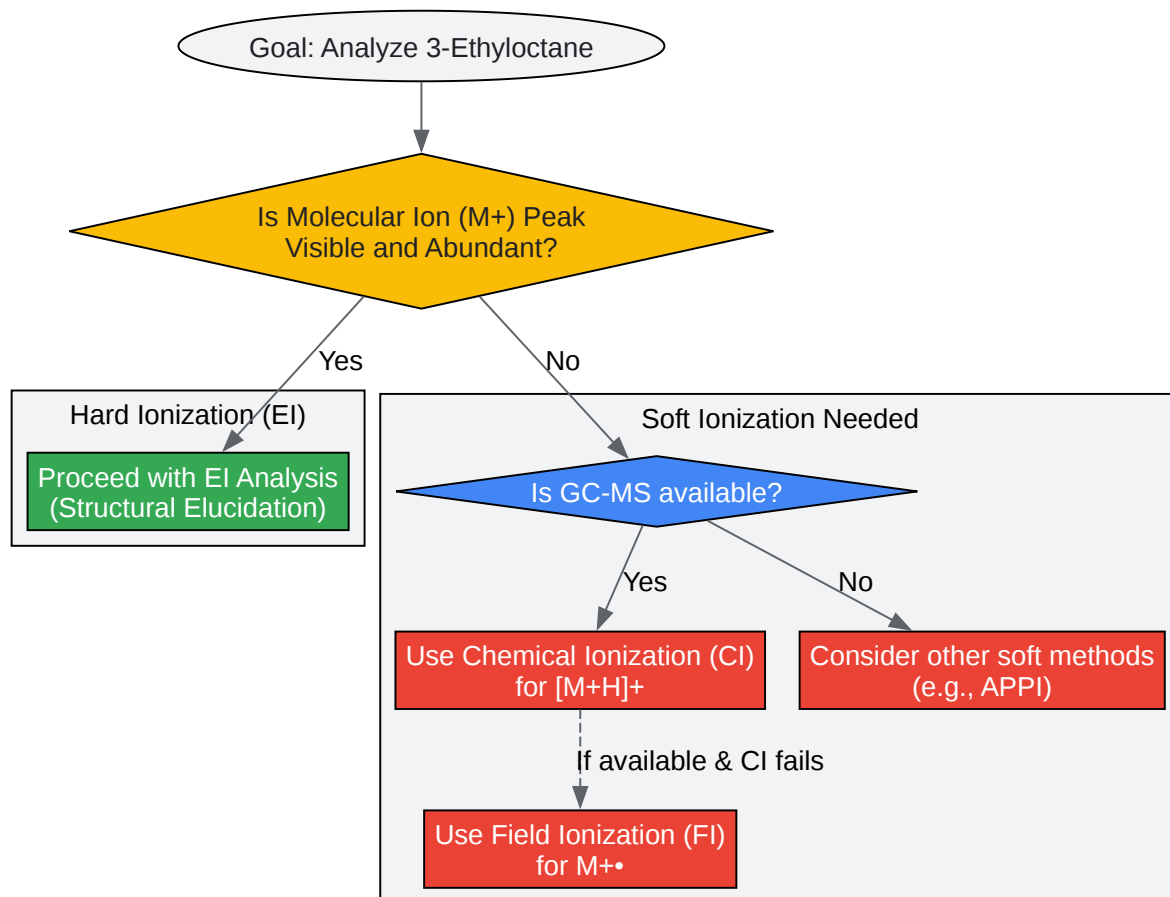 Goal: Analyze 3-Ethyloctane
Is Molecular Ion (M+) Peak
Visible and Abundant?
Yes
No
Hard Ionization (EI)
Soft Ionization Needed
Proceed with EI Analysis
(Structural Elucidation)
Is GC-MS available?
Yes
No
Use Chemical Ionization (CI)
for [M+H]+
Consider other soft methods
(e.g., APPI)
If available & CI fails
Use Field Ionization (FI)
for M+•